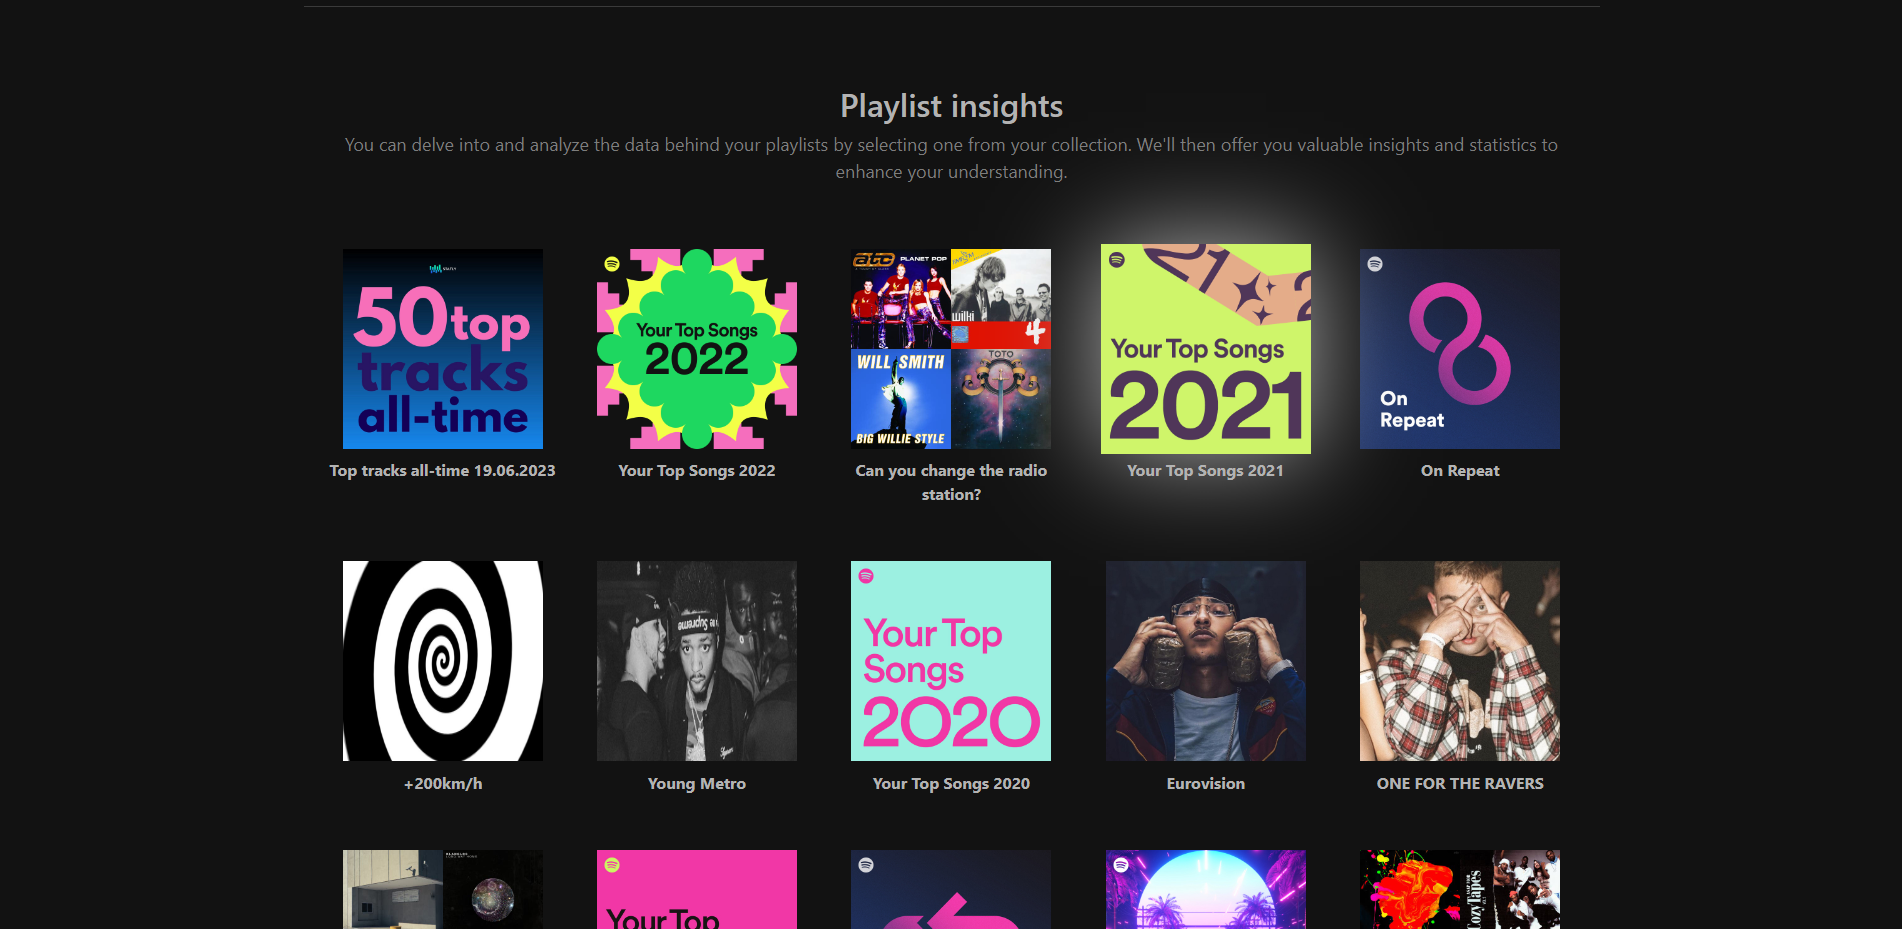 Playlist insights
You can delve into and analyze the data behind your playlists by selecting one from your collection. We'll then offer you valuable insights and statistics to
enhance your understanding.
STATLY
50 top
tracks
all-time
Your Top Songs
2022
PLANET POP
wilki
4
WILL SMITH
BIG WILLIE STYLE
TOTO
21
2
Your Top Songs
2021
On
Repeat
Top tracks all-time 19.06.2023
Your Top Songs 2022
Can you change the radio
station?
Your Top Songs 2021
On Repeat
Supreme
Your Top
Songs
2020
+200km/h
Young Metro
Your Top Songs 2020
Eurovision
ONE FOR THE RAVERS
Your Top
CozyTapes